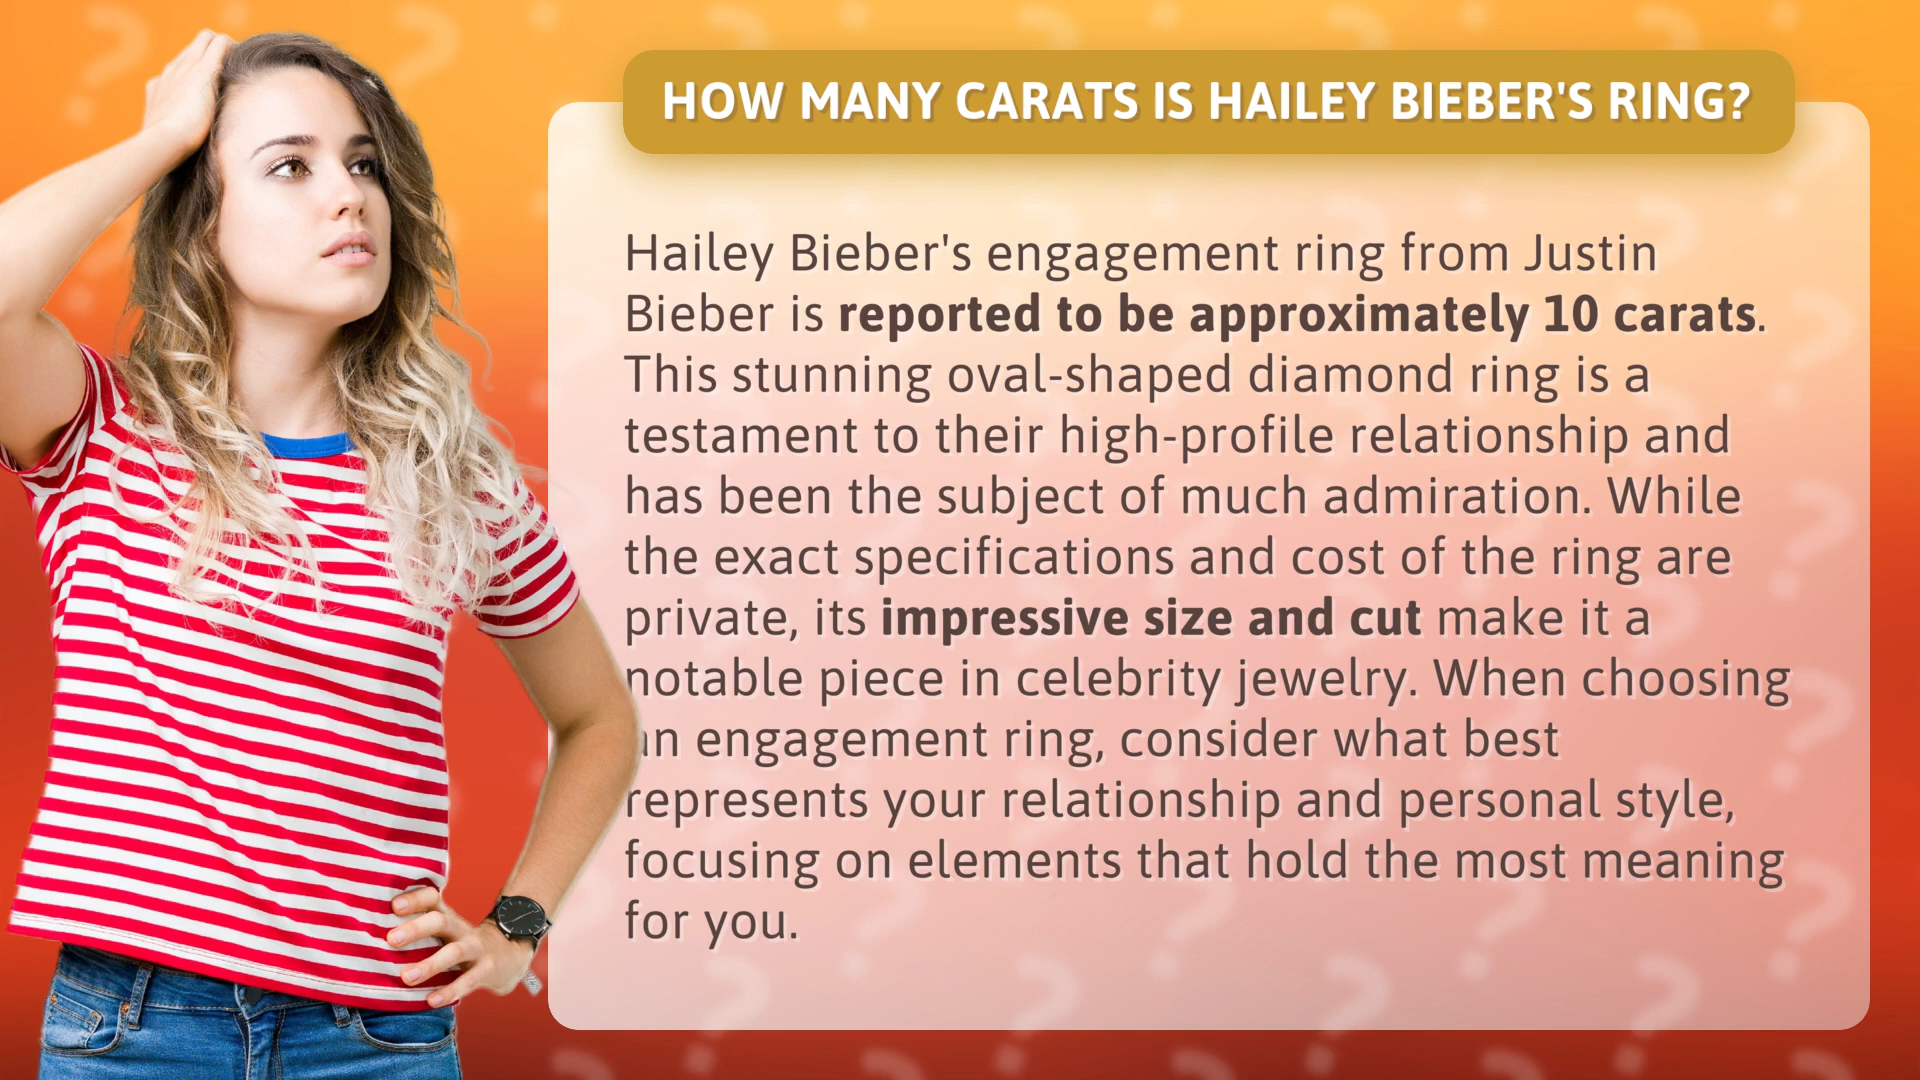 HOW MANY CARATS IS HAILEY BIEBER'S RING?
Hailey Bieber's engagement ring from Justin
Bieber is reported to be approximately 10 carats.
This stunning oval-shaped diamond ring is a
testament to their high-profile relationship and
has been the subject of much admiration. While
the exact specifications and cost of the ring are
private, its impressive size and cut make it a
notable piece in celebrity jewelry. When choosing
an engagement ring, consider what best
represents your relationship and personal style,
focusing on elements that hold the most meaning
for you.